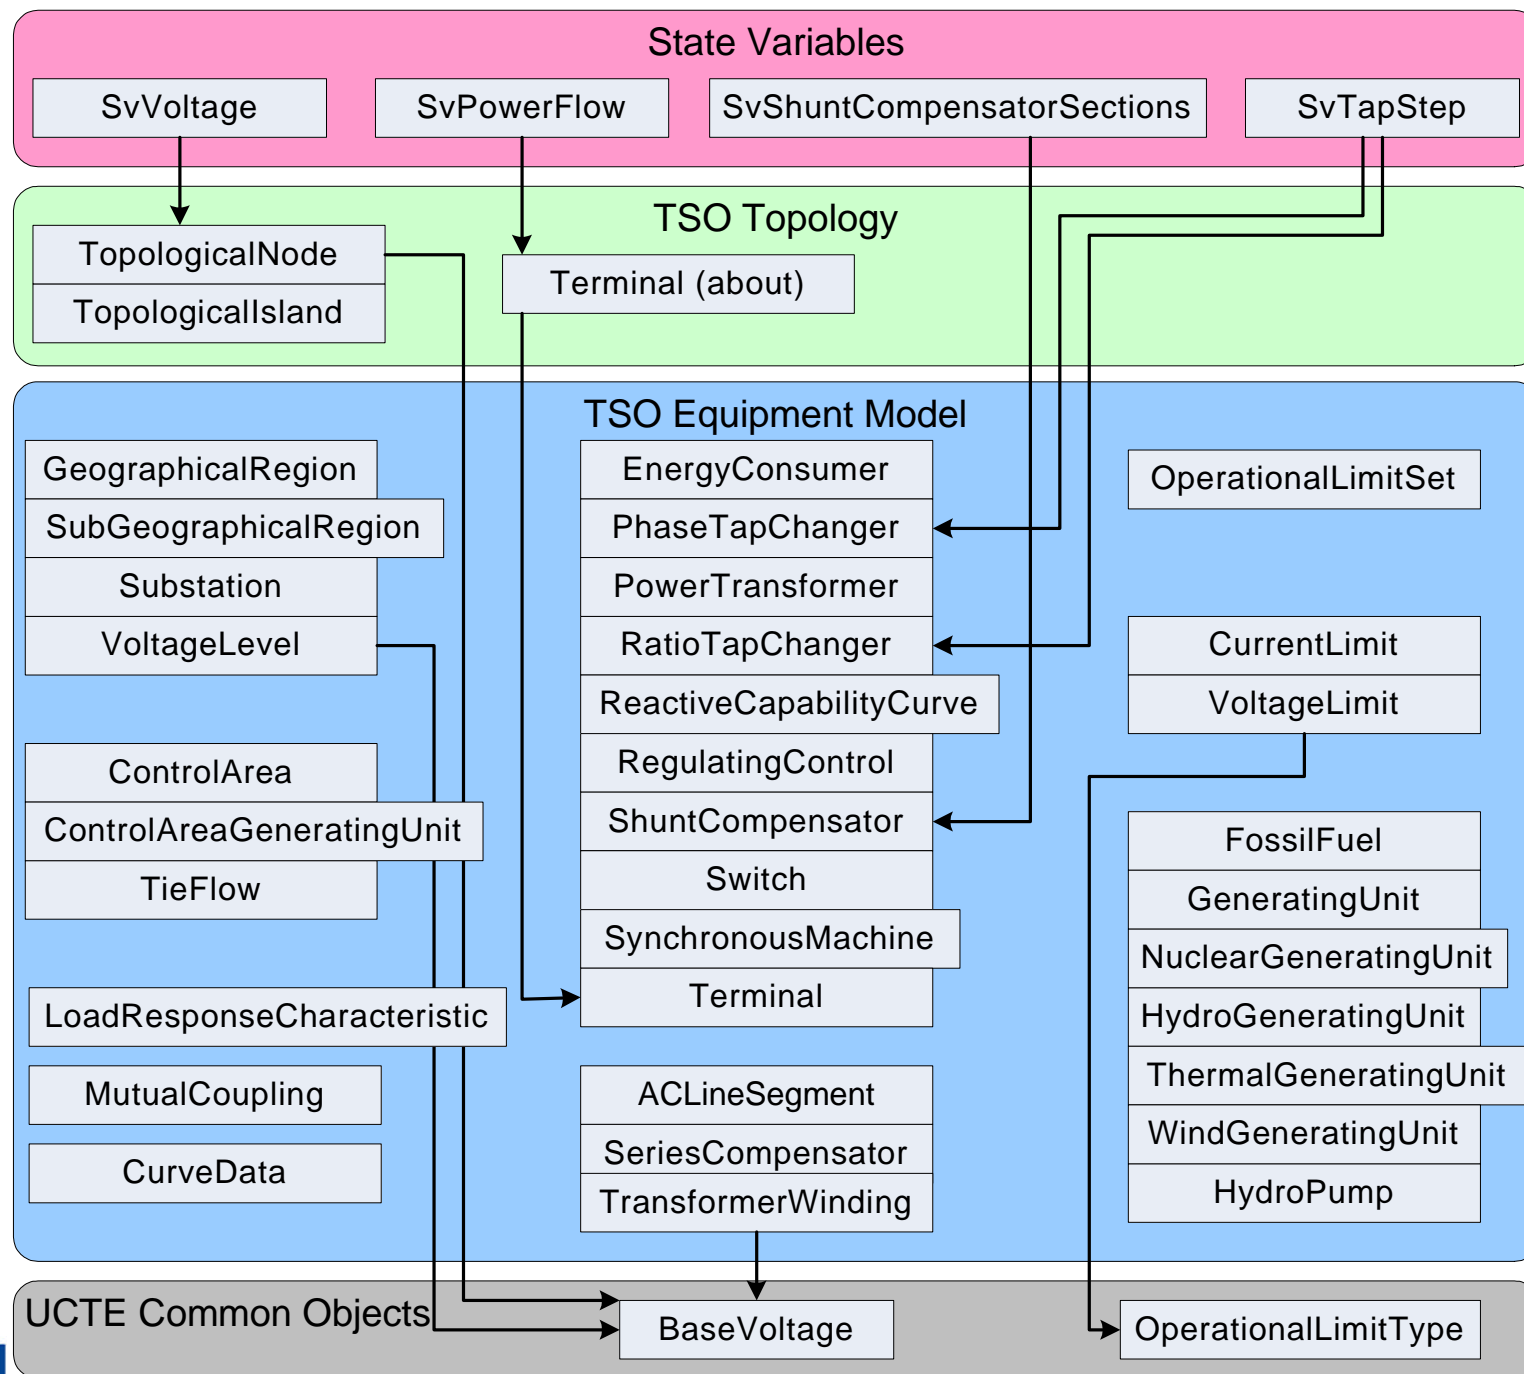 State Variables
SvVoltage
SvPowerFlow
SvShuntCompensatorSections
SvTapStep
TSO Topology
TopologicalNode
TopologicalIsland
Terminal (about)
TSO Equipment Model
GeographicalRegion
SubGeographicalRegion
Substation
VoltageLevel
ControlArea
ControlAreaGeneratingUnit
TieFlow
LoadResponseCharacteristic
MutualCoupling
CurveData
EnergyConsumer
PhaseTapChanger
PowerTransformer
RatioTapChanger
ReactiveCapabilityCurve
RegulatingControl
ShuntCompensator
Switch
SynchronousMachine
Terminal
ACLineSegment
SeriesCompensator
TransformerWinding
OperationalLimitSet
CurrentLimit
VoltageLimit
FossilFuel
GeneratingUnit
NuclearGeneratingUnit
HydroGeneratingUnit
ThermalGeneratingUnit
WindGeneratingUnit
HydroPump
UCTE Common Objects
BaseVoltage
OperationalLimitType